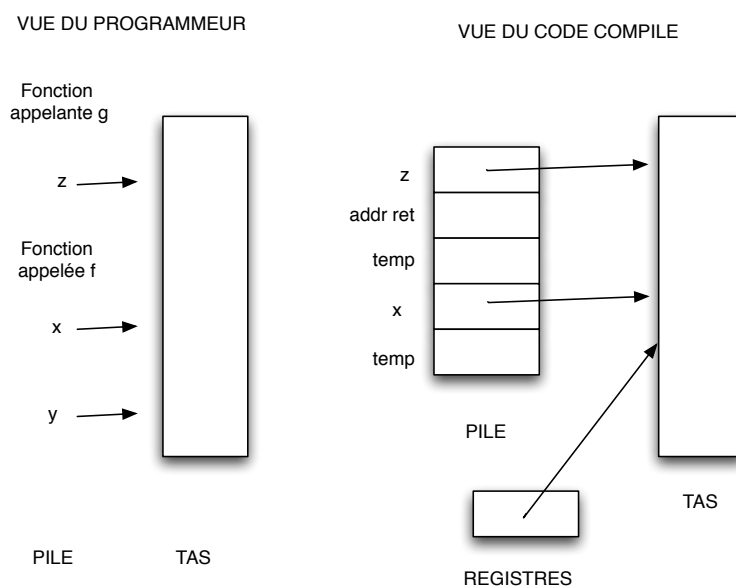 VUE DU PROGRAMMEUR
Fonction
appelante g
z
Fonction
appelée f
x
y
PILE
TAS
VUE DU CODE COMPILE
z
addr ret
temp
x
temp
PILE
TAS
REGISTRES